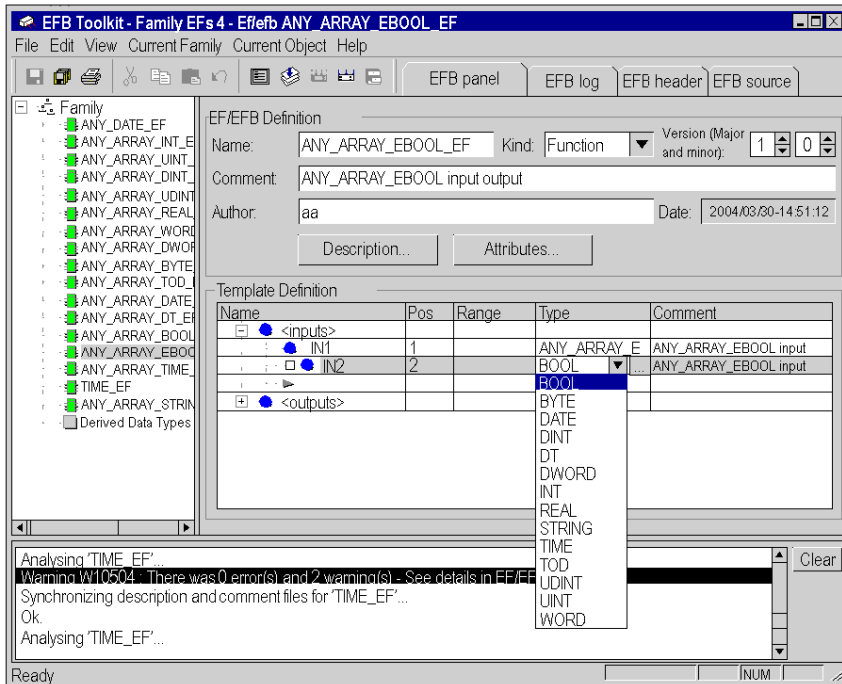 EFB Toolkit - Family EFs 4 - Ef/efb ANY_ARRAY_EBOOL_EF
File Edit View Current Family Current Object Help
EFB panel EFB log EFB header EFB source
Family
ANY_DATE_EF
ANY_ARRAY_INT_E
ANY_ARRAY_UINT_
ANY_ARRAY_DINT_
ANY_ARRAY_UDINT
ANY_ARRAY_REAL_
ANY_ARRAY_WORD
ANY_ARRAY_DWOF
ANY_ARRAY_BYTE_
ANY_ARRAY_TOD_
ANY_ARRAY_DATE_
ANY_ARRAY_DT_EF
ANY_ARRAY_BOOL
ANY_ARRAY_EBOO
ANY_ARRAY_TIME_
TIME_EF
ANY_ARRAY_STRIN
Derived Data Types
EF/EFB Definition
Name: ANY_ARRAY_EBOOL_EF Kind: Function Version (Major and minor): 1 0
Comment: ANY_ARRAY_EBOOL input output
Author: aa Date: 2004/03/30-14:51:12
Description... Attributes...
Template Definition
Name Pos Range Type Comment
<inputs>
IN1 1 ANY_ARRAY_E ANY_ARRAY_EBOOL input
IN2 2 BOOL ... ANY_ARRAY_EBOOL input
<outputs>
BOOL
BYTE
DATE
DINT
DT
DWORD
INT
REAL
STRING
TIME
TOD
UDINT
UINT
WORD
Analysing 'TIME_EF'...
Warning W10504 : There was 0 error(s) and 2 warning(s) - See details in EF/EF
Synchronizing description and comment files for 'TIME_EF'...
Ok.
Analysing 'TIME_EF'...
Clear
Ready NUM